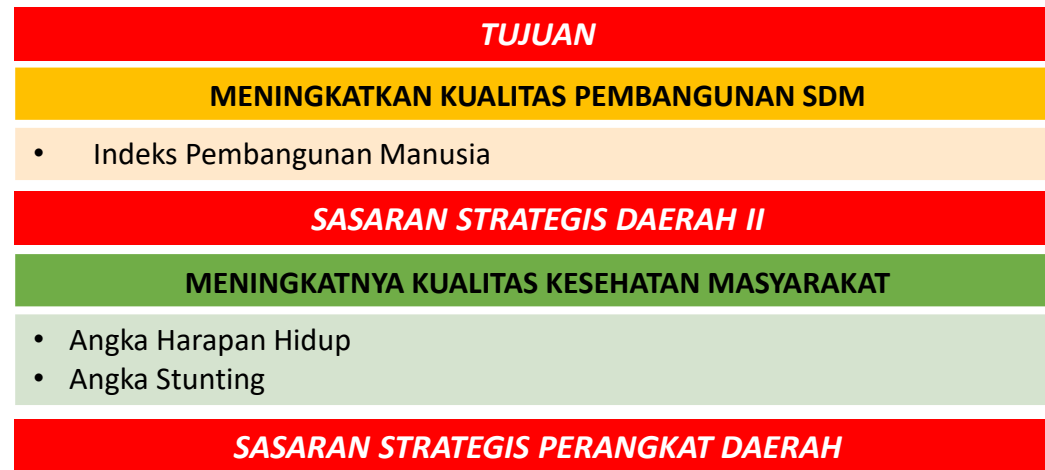 TUJUAN
MENINGKATKAN KUALITAS PEMBANGUNAN SDM
• Indeks Pembangunan Manusia
SASARAN STRATEGIS DAERAH II
MENINGKATNYA KUALITAS KESEHATAN MASYARAKAT
• Angka Harapan Hidup
• Angka Stunting
SASARAN STRATEGIS PERANGKAT DAERAH